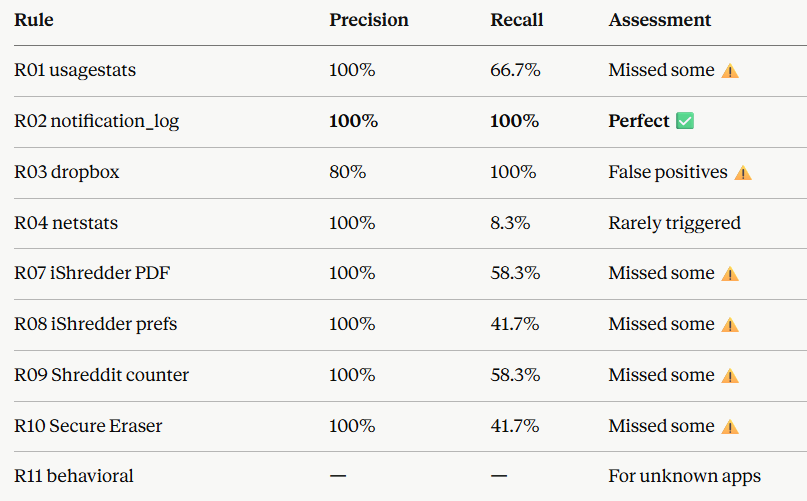 Rule Precision Recall Assessment
R01 usagestats 100% 66.7% Missed some ⚠️
R02 notification_log 100% 100% Perfect ✅
R03 dropbox 80% 100% False positives ⚠️
R04 netstats 100% 8.3% Rarely triggered
R07 iShredder PDF 100% 58.3% Missed some ⚠️
R08 iShredder prefs 100% 41.7% Missed some ⚠️
R09 Shreddit counter 100% 58.3% Missed some ⚠️
R10 Secure Eraser 100% 41.7% Missed some ⚠️
R11 behavioral — — For unknown apps